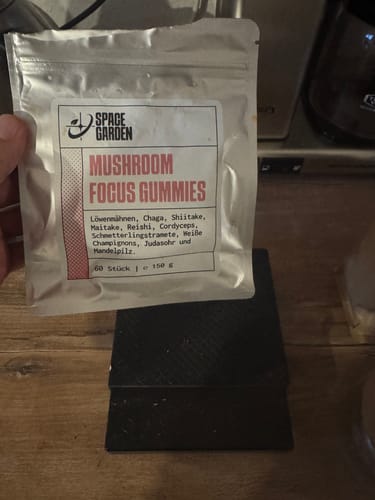 SPACE
GARDEN
MUSHROOM
FOCUS GUMMIES
Löwenmähnen, Chaga, Shiitake,
Maitake, Reishi, Cordyceps,
Schmetterlingstramete, Weiße
Champignons, Judasohr und
Mandelpilz.
60 Stück | ℮ 150 g